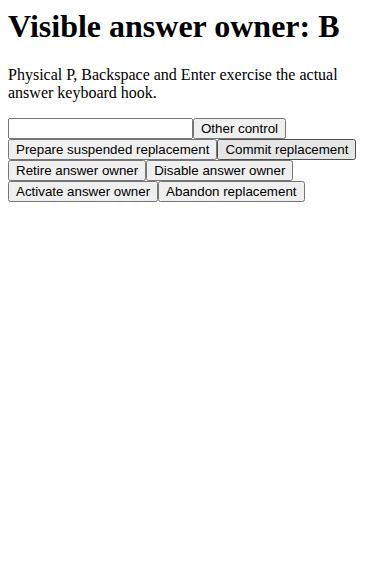 Visible answer owner: B
Physical P, Backspace and Enter exercise the actual
answer keyboard hook.
Other control
Prepare suspended replacement Commit replacement
Retire answer owner Disable answer owner
Activate answer owner Abandon replacement